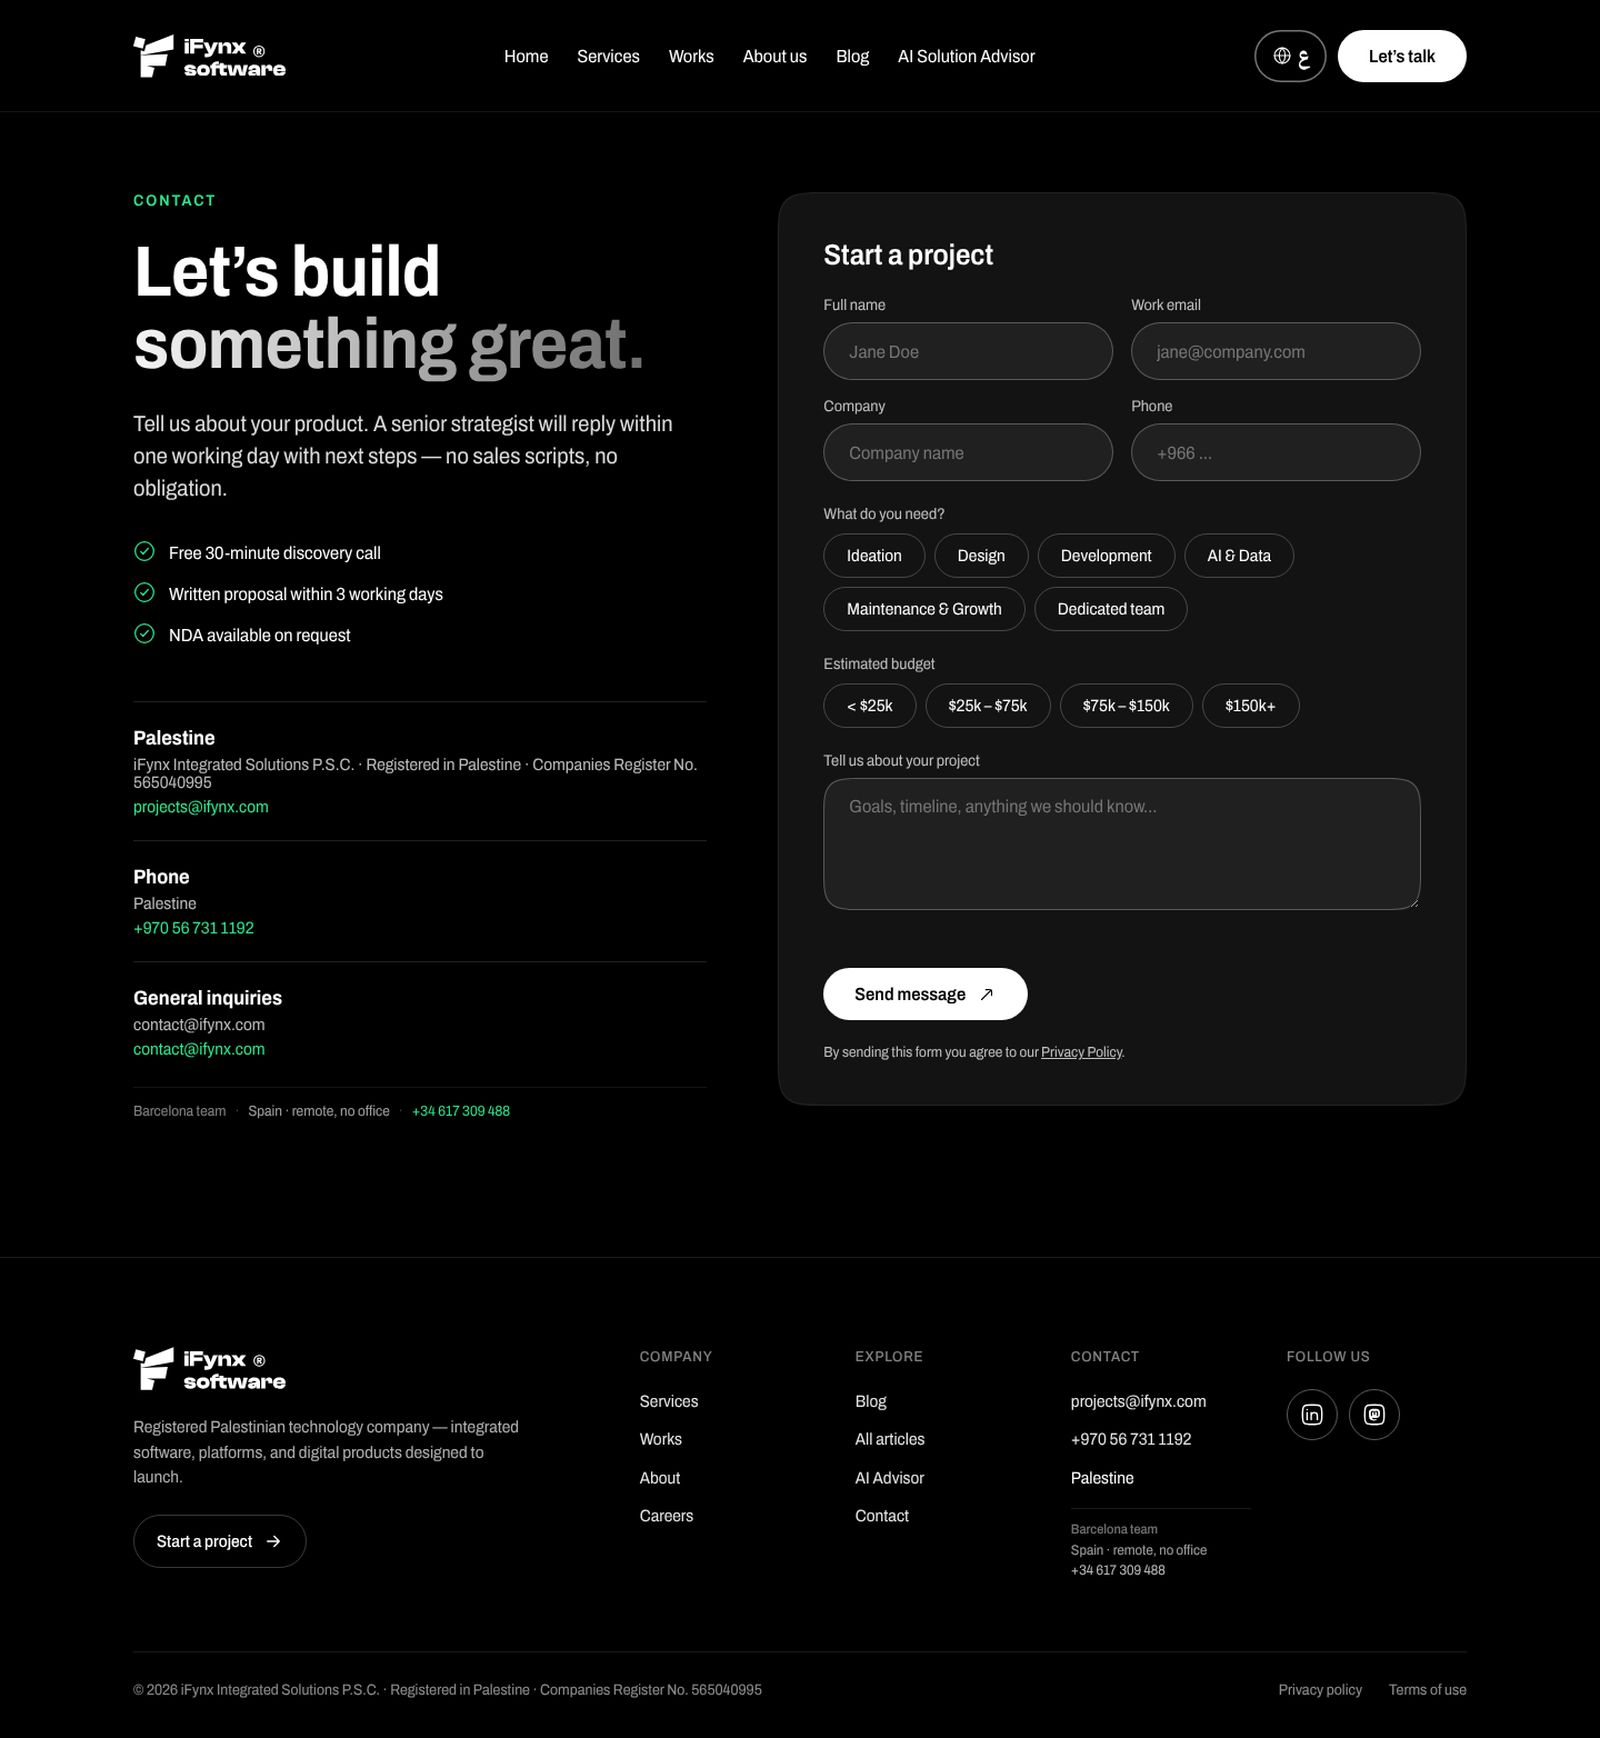 iFynx ®
software
Home
Services
Works
About us
Blog
AI Solution Advisor
ع
Let's talk
CONTACT
Let's build
something great.
Tell us about your product. A senior strategist will reply within
one working day with next steps — no sales scripts, no
obligation.
Free 30-minute discovery call
Written proposal within 3 working days
NDA available on request
Palestine
iFynx Integrated Solutions P.S.C. · Registered in Palestine · Companies Register No.
565040995
projects@ifynx.com
Phone
Palestine
+970 56 731 1192
General inquiries
contact@ifynx.com
contact@ifynx.com
Barcelona team · Spain · remote, no office · +34 617 309 488
Start a project
Full name
Jane Doe
Work email
jane@company.com
Company
Company name
Phone
+966 ...
What do you need?
Ideation
Design
Development
AI & Data
Maintenance & Growth
Dedicated team
Estimated budget
< $25k
$25k – $75k
$75k – $150k
$150k+
Tell us about your project
Goals, timeline, anything we should know...
Send message
By sending this form you agree to our Privacy Policy.
iFynx ®
software
Registered Palestinian technology company — integrated
software, platforms, and digital products designed to
launch.
Start a project
COMPANY
Services
Works
About
Careers
EXPLORE
Blog
All articles
AI Advisor
Contact
CONTACT
projects@ifynx.com
+970 56 731 1192
Palestine
Barcelona team
Spain · remote, no office
+34 617 309 488
FOLLOW US
in
© 2026 iFynx Integrated Solutions P.S.C. · Registered in Palestine · Companies Register No. 565040995
Privacy policy
Terms of use